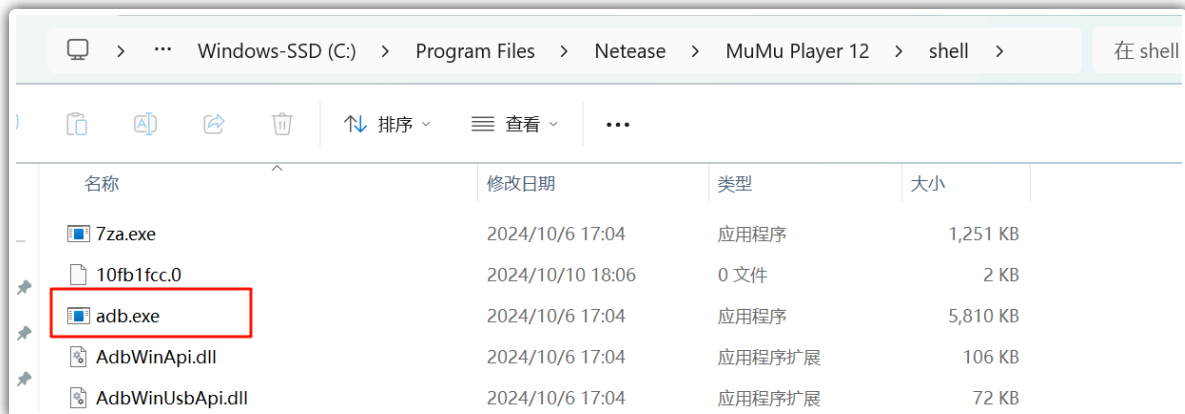 Windows-SSD (C:) > Program Files > Netease > MuMu Player 12 > shell > 在 shell
排序 查看
名称 修改日期 类型 大小
7za.exe 2024/10/6 17:04 应用程序 1,251 KB
10fb1fcc.0 2024/10/10 18:06 0 文件 2 KB
adb.exe 2024/10/6 17:04 应用程序 5,810 KB
AdbWinApi.dll 2024/10/6 17:04 应用程序扩展 106 KB
AdbWinUsbApi.dll 2024/10/6 17:04 应用程序扩展 72 KB